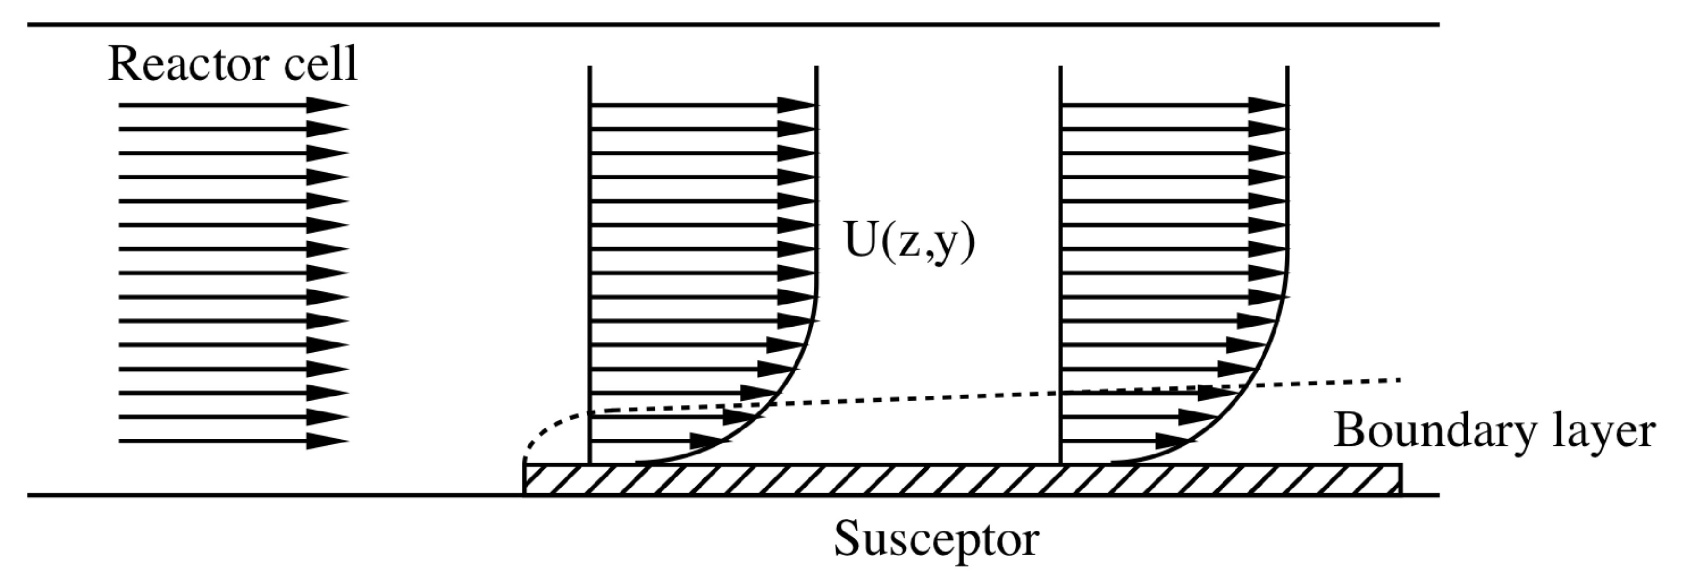 Reactor cell
U(z,y)
Boundary layer
Susceptor